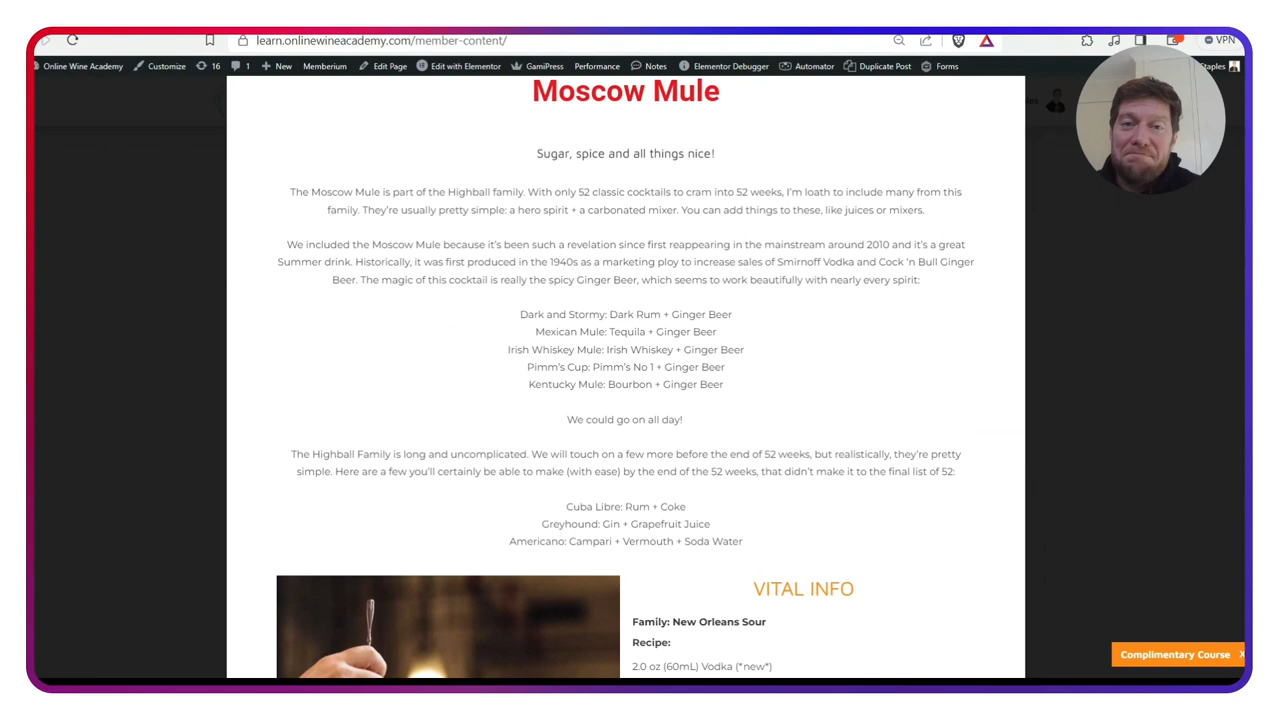 learn.onlinewineacademy.com/member-content/
VPN
Online Wine Academy Customize 16 1 New Memberium Edit Page Edit with Elementor GamiPress Performance Notes Elementor Debugger Automator Duplicate Post Forms Staples
Moscow Mule
Sugar, spice and all things nice!
The Moscow Mule is part of the Highball family. With only 52 classic cocktails to cram into 52 weeks, I'm loath to include many from this
family. They're usually pretty simple: a hero spirit + a carbonated mixer. You can add things to these, like juices or mixers.
We included the Moscow Mule because it's been such a revelation since first reappearing in the mainstream around 2010 and it's a great
Summer drink. Historically, it was first produced in the 1940s as a marketing ploy to increase sales of Smirnoff Vodka and Cock 'n Bull Ginger
Beer. The magic of this cocktail is really the spicy Ginger Beer, which seems to work beautifully with nearly every spirit:
Dark and Stormy: Dark Rum + Ginger Beer
Mexican Mule: Tequila + Ginger Beer
Irish Whiskey Mule: Irish Whiskey + Ginger Beer
Pimm's Cup: Pimm's No 1 + Ginger Beer
Kentucky Mule: Bourbon + Ginger Beer
We could go on all day!
The Highball Family is long and uncomplicated. We will touch on a few more before the end of 52 weeks, but realistically, they're pretty
simple. Here are a few you'll certainly be able to make (with ease) by the end of the 52 weeks, that didn't make it to the final list of 52:
Cuba Libre: Rum + Coke
Greyhound: Gin + Grapefruit Juice
Americano: Campari + Vermouth + Soda Water
VITAL INFO
Family: New Orleans Sour
Recipe:
2.0 oz (60mL) Vodka (*new*)
Complimentary Course X